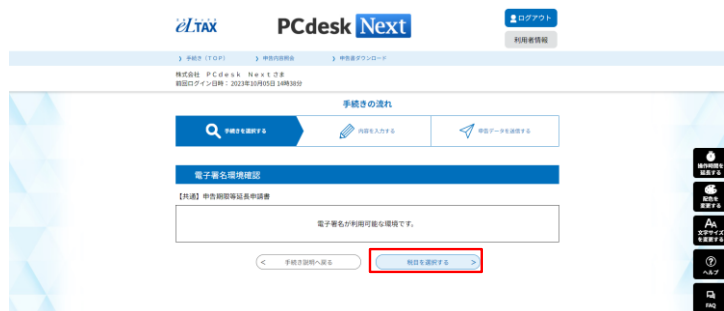 eLTAX
PCdesk Next
ログアウト
利用者情報
手続き (TOP)
申告内容照会
申告書ダウンロード
株式会社 PCdesk Nextさま
前回ログイン日時:2023年10月05日 14時38分
手続きの流れ
手続きを選択する
内容を入力する
申告データを送信する
電子署名環境確認
【共通】申告期限等延長申請書
電子署名が利用可能な環境です。
< 手続き説明へ戻る
税目を選択する >
操作時間を
延長する
配色を
変更する
AA
文字サイズ
を変更する
?
ヘルプ
FAQ